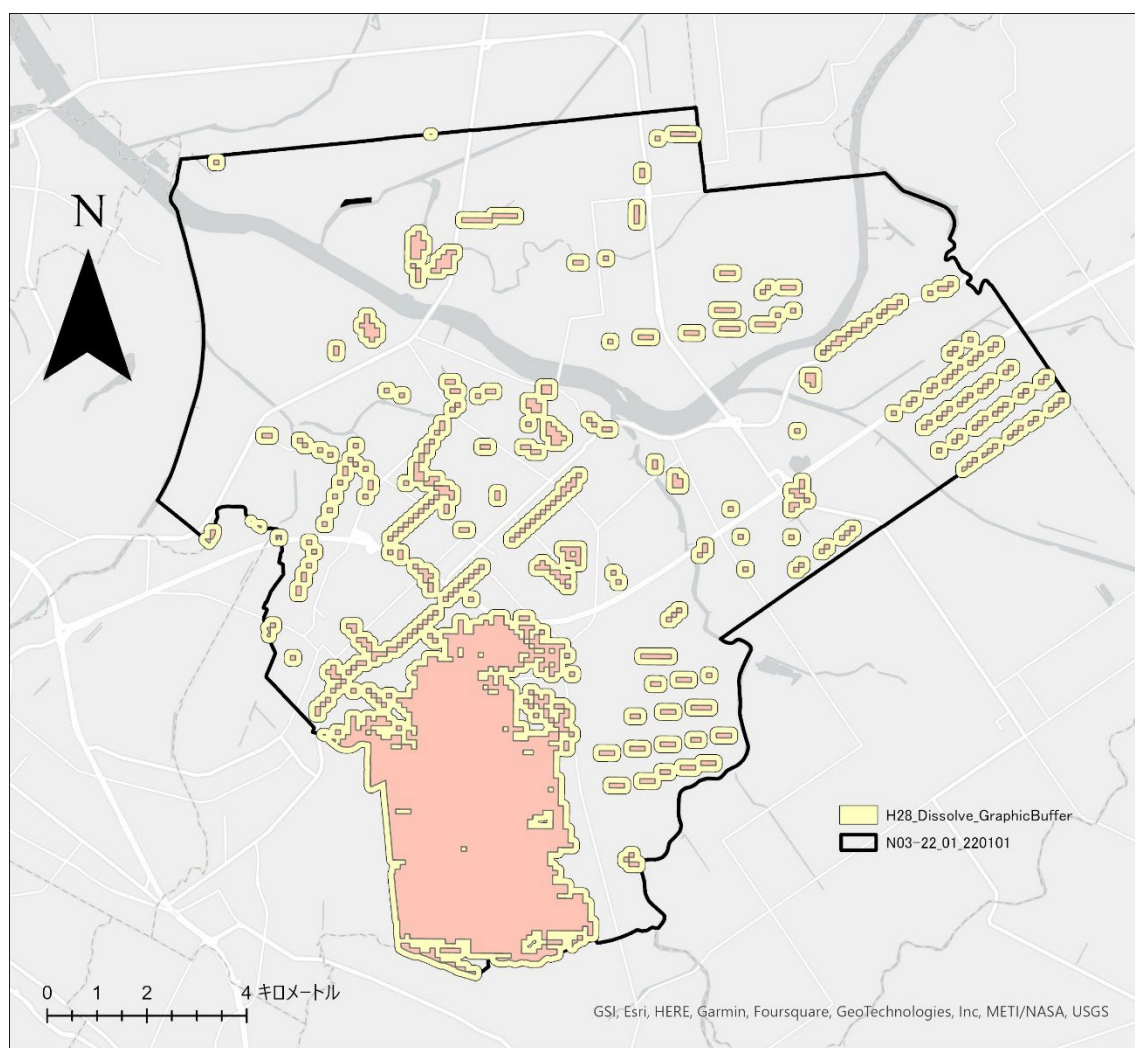 N
H28_Dissolve_GraphicBuffer
N03-22_01_220101
0 1 2 4 キロメートル
GSI, Esri, HERE, Garmin, Foursquare, GeoTechnologies, Inc, METI/NASA, USGS